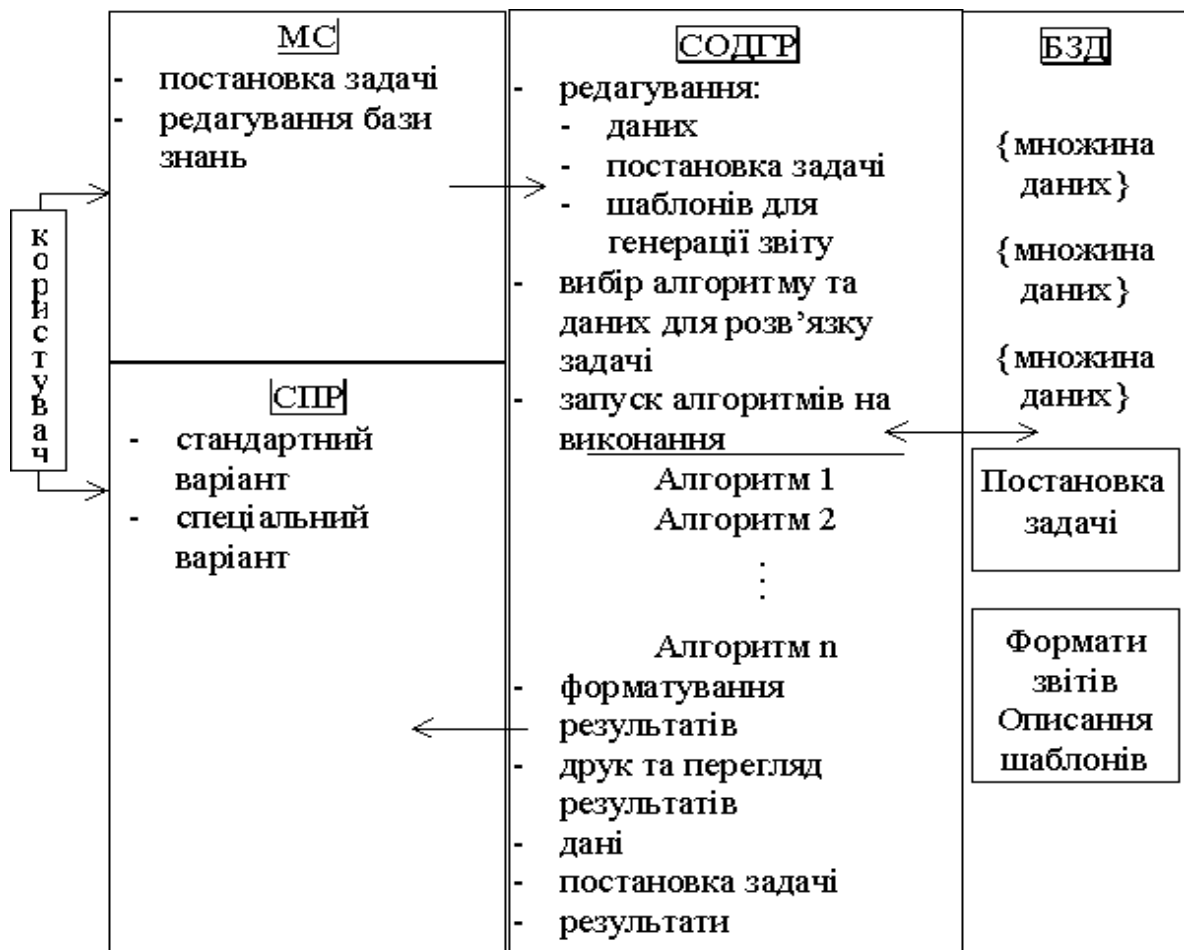 користувач
МС
- постановка задачі
- редагування бази
знань
СПР
- стандартний
варіант
- спеціальний
варіант
СОДГР
- редагування:
- даних
- постановка задачі
- шаблонів для
генерації звіту
- вибір алгоритму та
даних для розв’язку
задачі
- запуск алгоритмів на
виконання
Алгоритм 1
Алгоритм 2
⋮
Алгоритм n
- форматування
результатів
- друк та перегляд
результатів
- дані
- постановка задачі
- результати
БЗД
{множина
даних}
{множина
даних}
{множина
даних}
Постановка
задачі
Формати
звітів
Описання
шаблонів